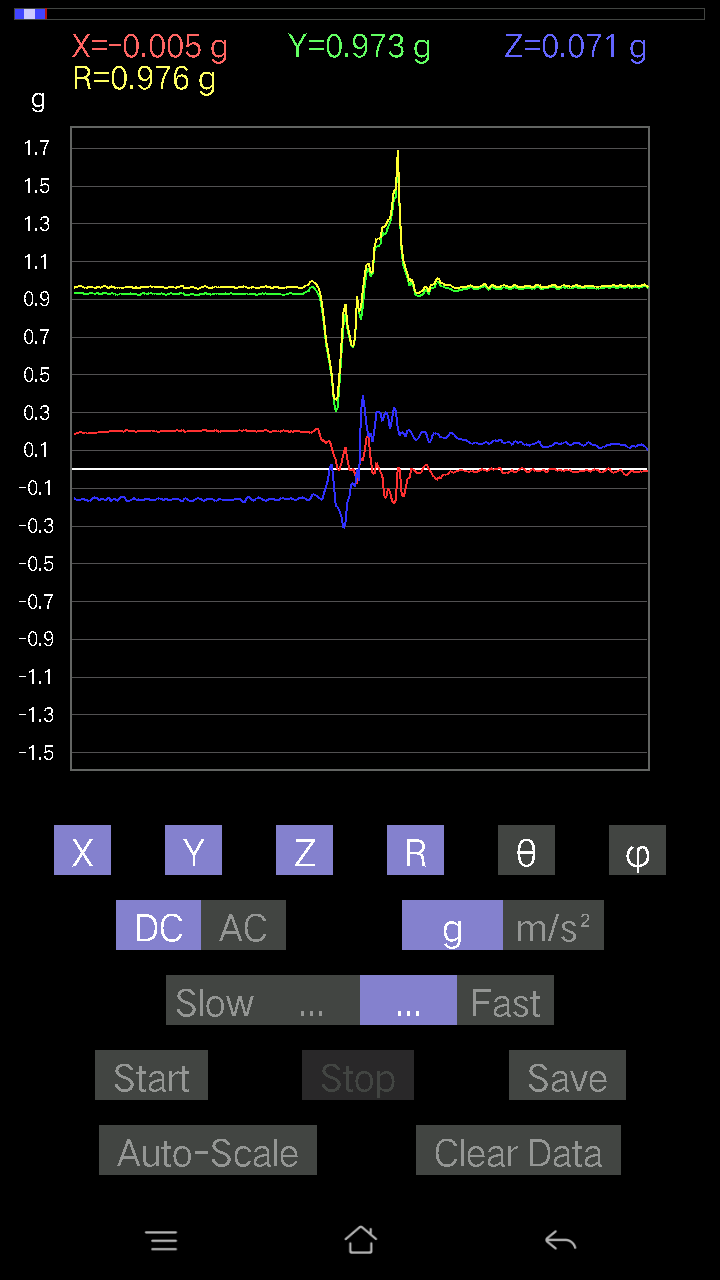 X=-0.005 g Y=0.973 g Z=0.071 g
R=0.976 g
g
1.7
1.5
1.3
1.1
0.9
0.7
0.5
0.3
0.1
-0.1
-0.3
-0.5
-0.7
-0.9
-1.1
-1.3
-1.5
X Y Z R θ φ
DC AC g m/s²
Slow ... ... Fast
Start Stop Save
Auto-Scale Clear Data